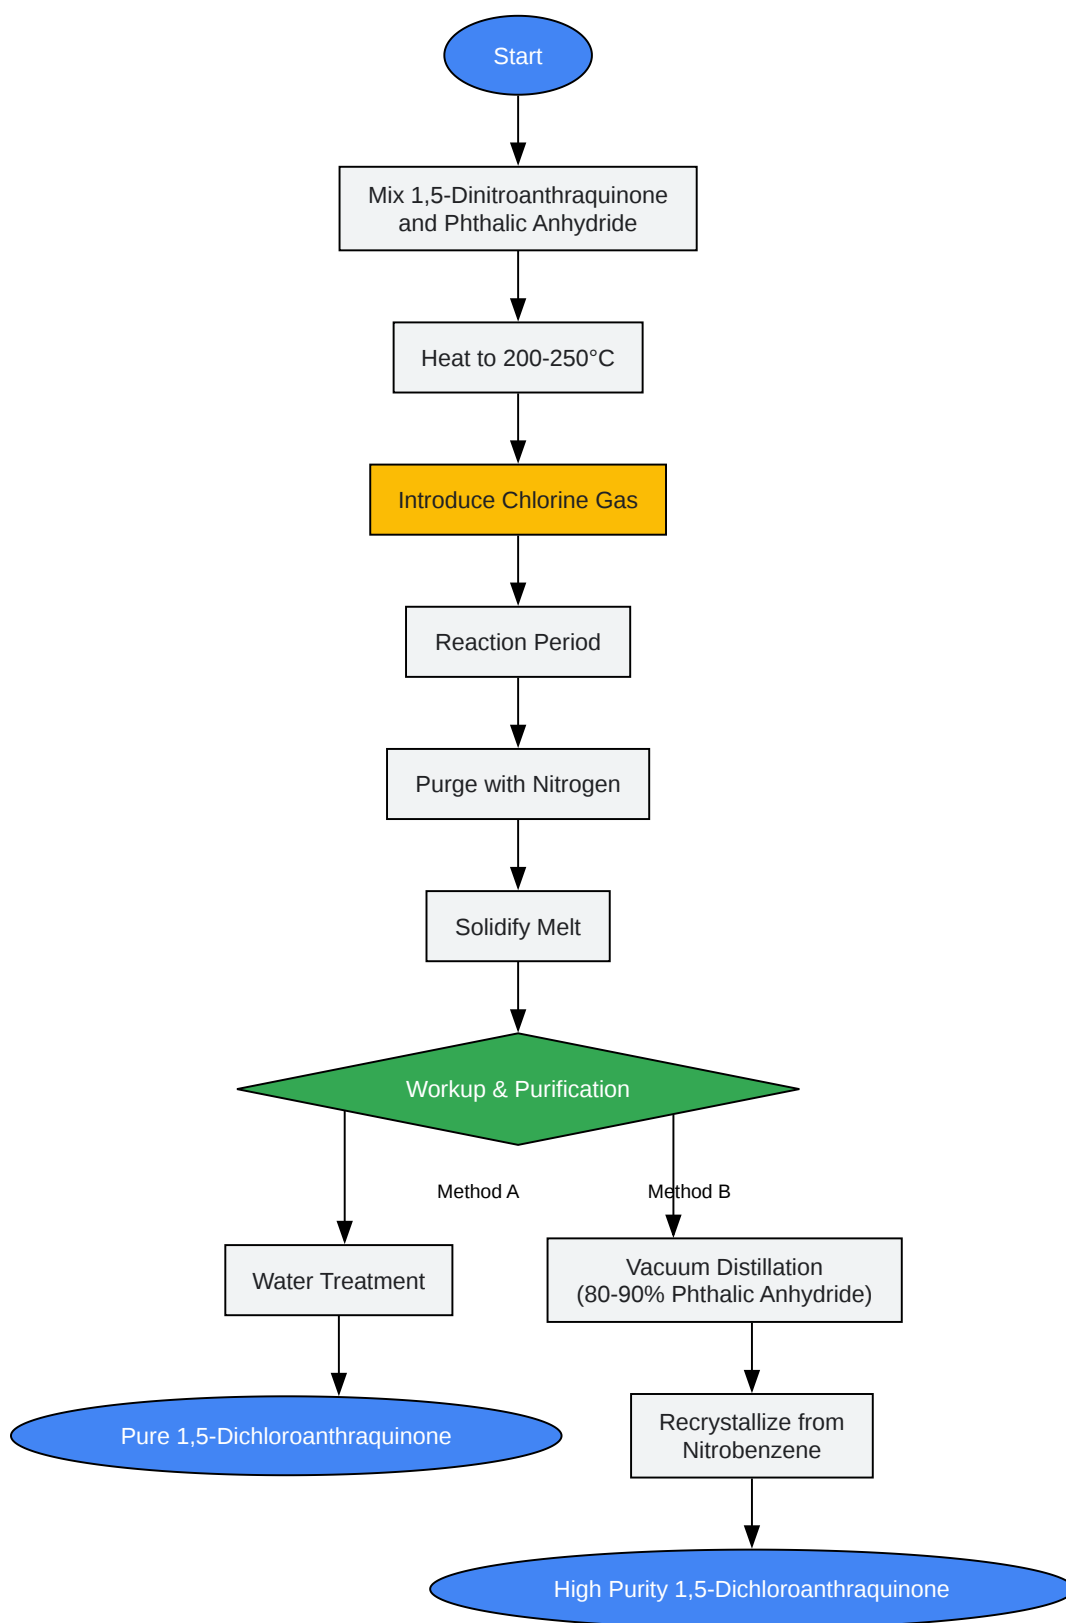 Start
Mix 1,5-Dinitroanthraquinone
and Phthalic Anhydride
Heat to 200-250°C
Introduce Chlorine Gas
Reaction Period
Purge with Nitrogen
Solidify Melt
Workup & Purification
Method A
Method B
Water Treatment
Vacuum Distillation
(80-90% Phthalic Anhydride)
Pure 1,5-Dichloroanthraquinone
Recrystallize from
Nitrobenzene
High Purity 1,5-Dichloroanthraquinone